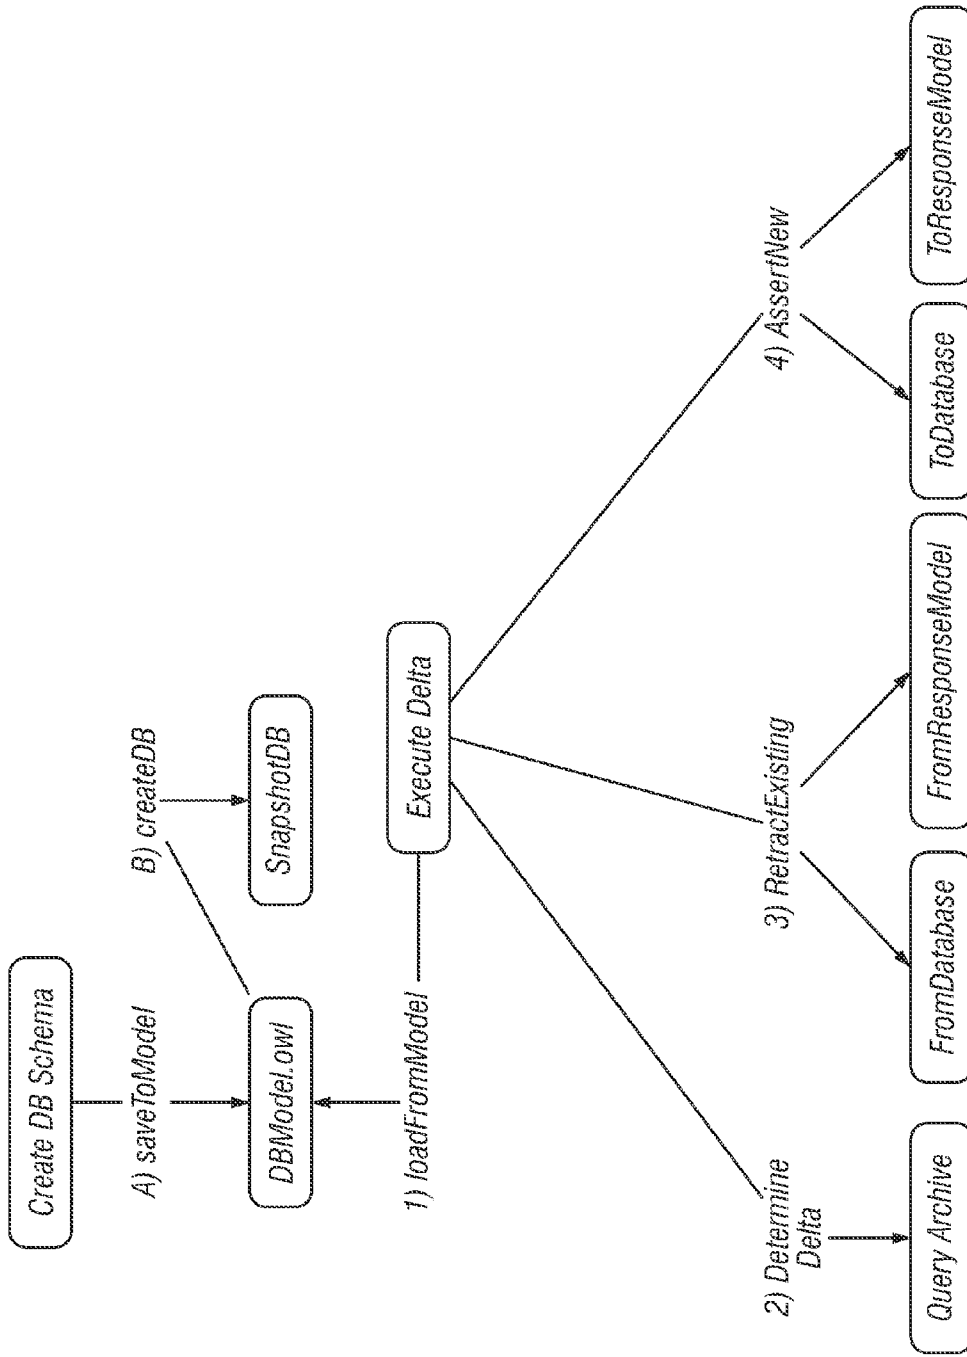 Create DB Schema
A) saveToModel
B) createDB
DBModel.owl
SnapshotDB
1) loadFromModel
Execute Delta
2) Determine
Delta
3) RetractExisting
4) AssertNew
Query Archive
FromDatabase
FromResponseModel
ToDatabase
ToResponseModel